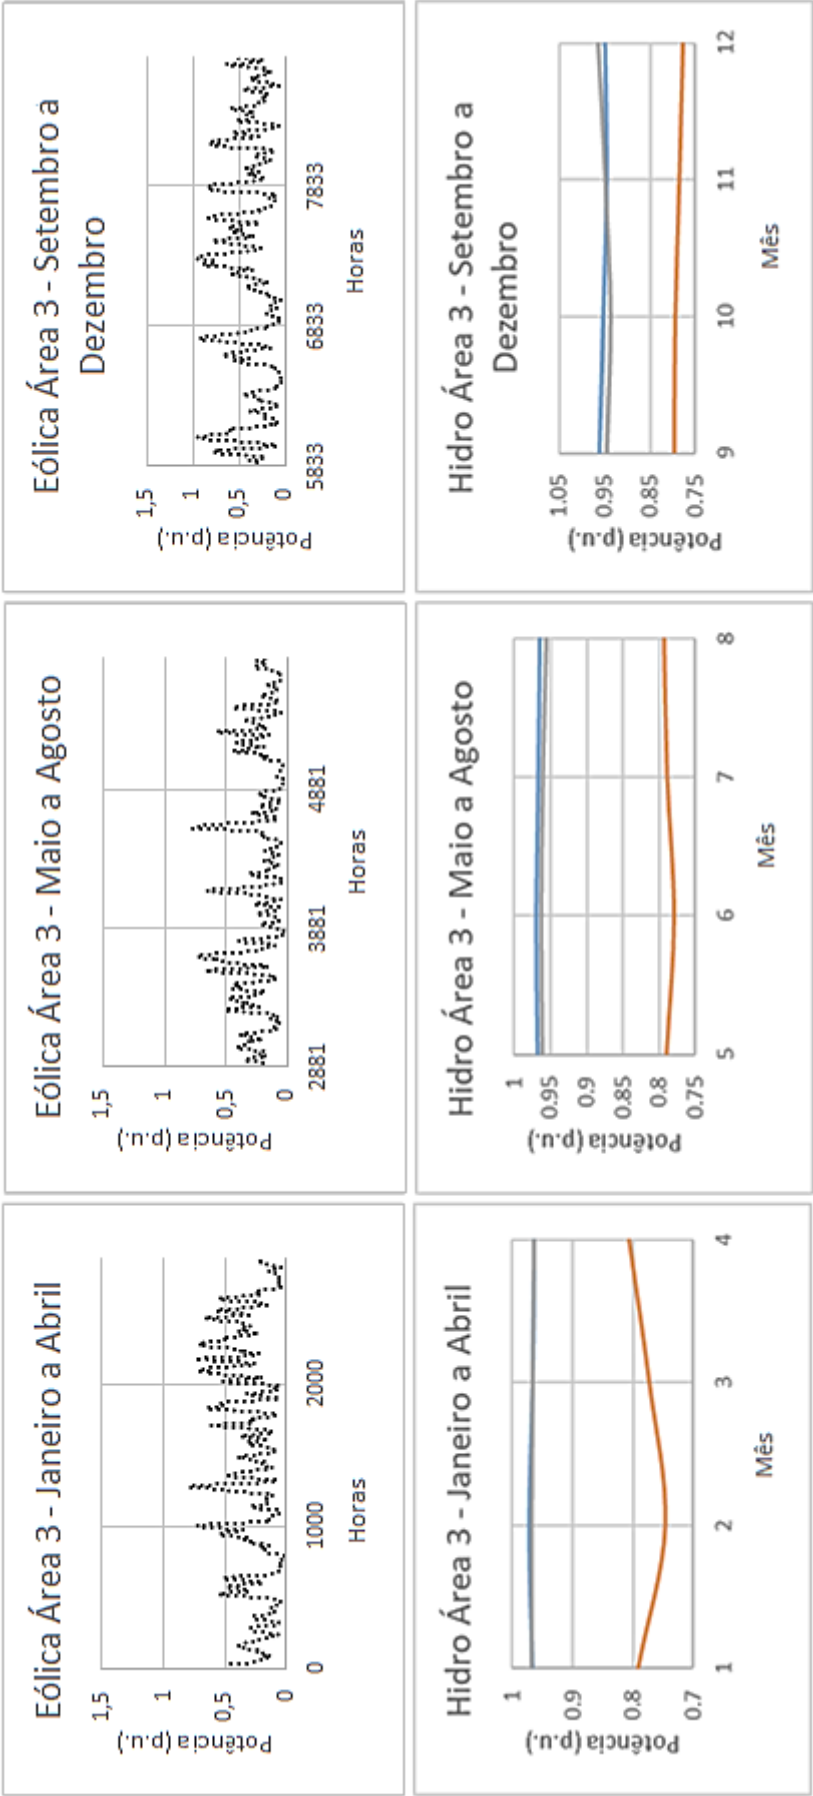 Eólica Área 3 - Janeiro a Abril
Potência (p.u.)
1,5
1
0,5
0
0
1000
2000
Horas
Eólica Área 3 - Maio a Agosto
Potência (p.u.)
1,5
1
0,5
0
2881
3881
4881
Horas
Eólica Área 3 - Setembro a
Dezembro
Potência (p.u.)
1,5
1
0,5
0
5833
6833
7833
Horas
Hidro Área 3 - Janeiro a Abril
Potência (p.u.)
1
0.9
0.8
0.7
1
2
3
4
Mês
Hidro Área 3 - Maio a Agosto
Potência (p.u.)
1
0.95
0.9
0.85
0.8
0.75
5
6
7
8
Mês
Hidro Área 3 - Setembro a
Dezembro
Potência (p.u.)
1.05
0.95
0.85
0.75
9
10
11
12
Mês